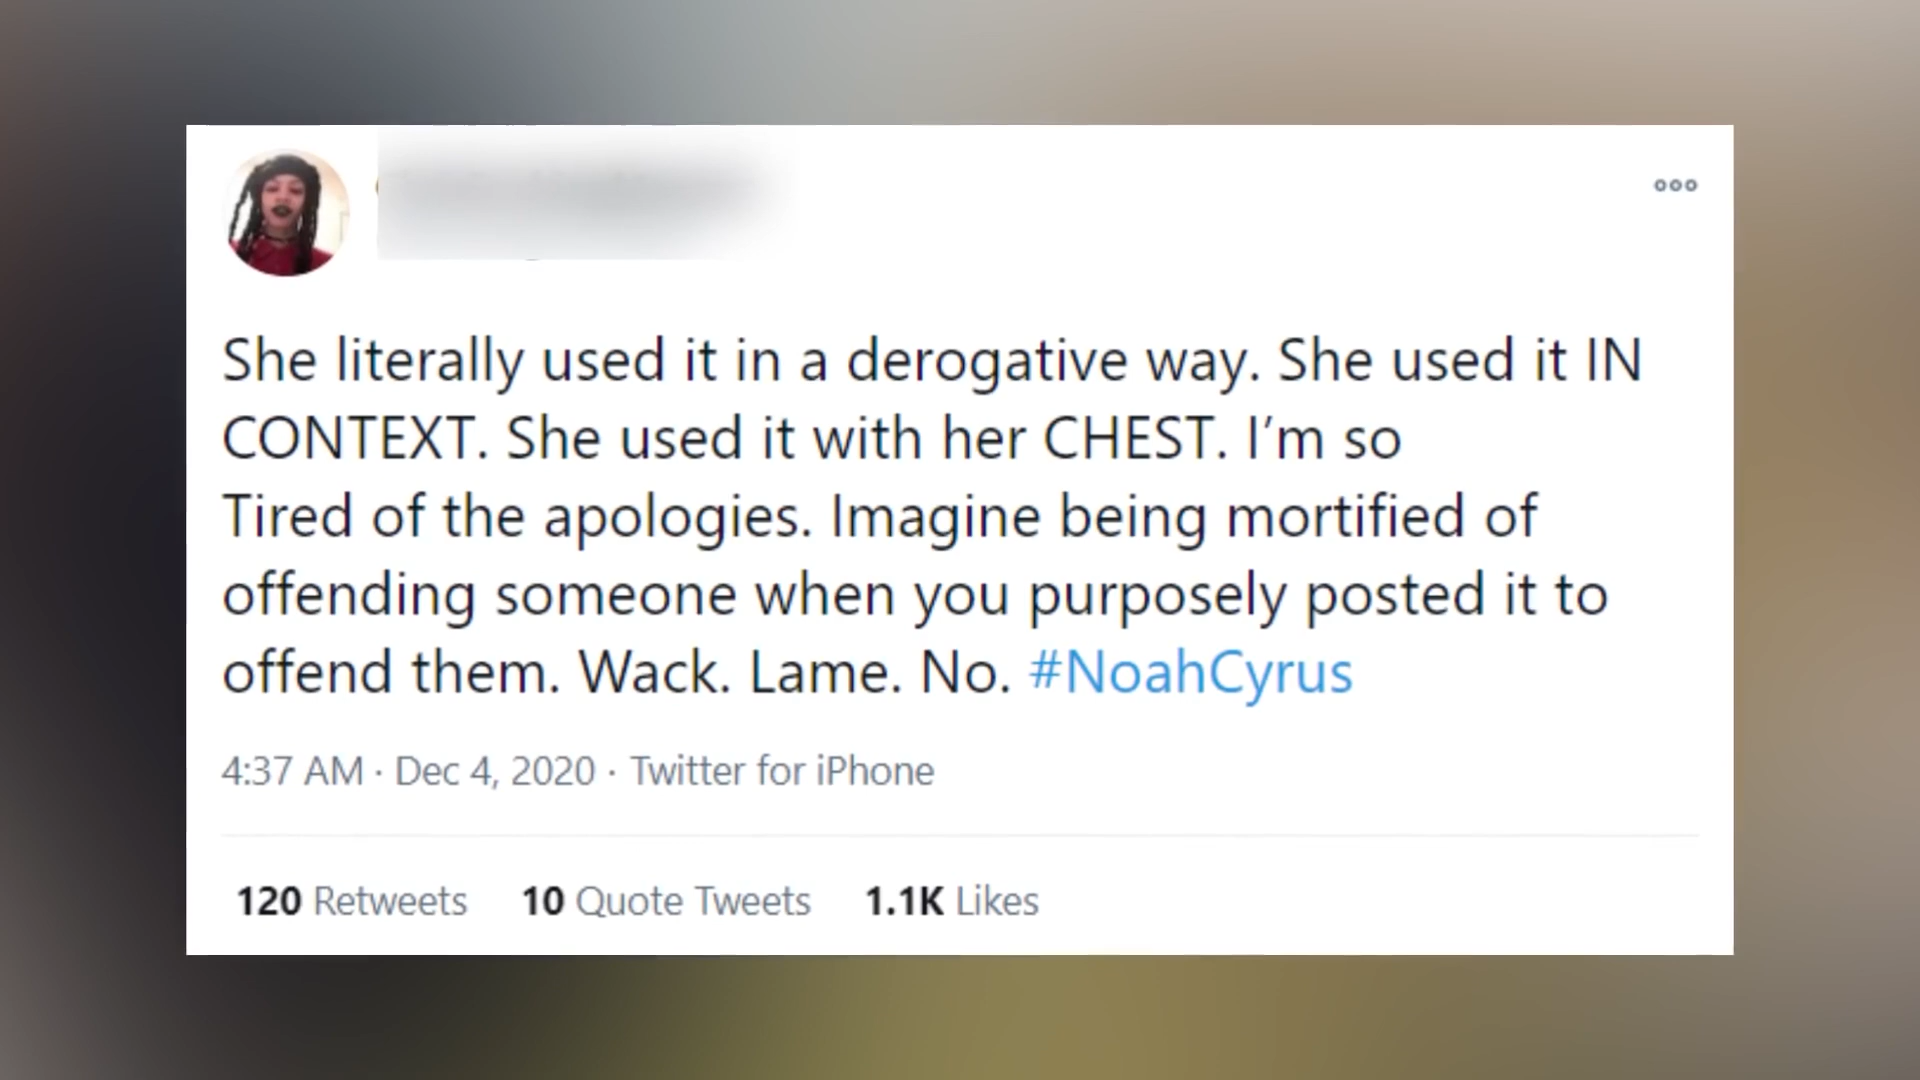 She literally used it in a derogative way. She used it IN
CONTEXT. She used it with her CHEST. I’m so
Tired of the apologies. Imagine being mortified of
offending someone when you purposely posted it to
offend them. Wack. Lame. No. #NoahCyrus
4:37 AM · Dec 4, 2020 · Twitter for iPhone
120 Retweets 10 Quote Tweets 1.1K Likes